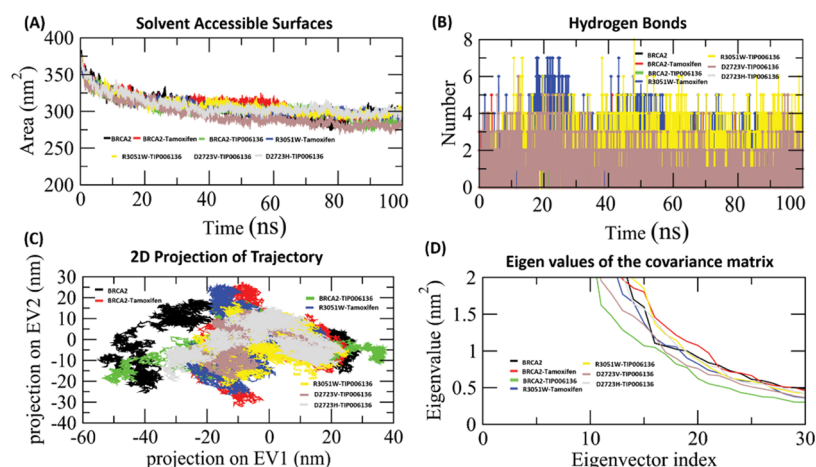 (A)
Solvent Accessible Surfaces
400
350
300
250
200
Area (nm²)
BRCA2 BRCA2-Tamoxifen BRCA2-TIP006136 R3051W-Tamoxifen
R3051W-TIP006136 D2723V-TIP006136 D2723H-TIP006136
0 20 40 60 80 100
Time (ns)
(B)
Hydrogen Bonds
8
6
4
2
0
Number
BRCA2
BRCA2-Tamoxifen
BRCA2-TIP006136
R3051W-Tamoxifen
R3051W-TIP006136
D2723V-TIP006136
D2723H-TIP006136
0 20 40 60 80 100
Time (ns)
(C)
2D Projection of Trajectory
30
20
10
0
-10
-20
-30
-40
projection on EV2 (nm)
BRCA2
BRCA2-Tamoxifen
BRCA2-TIP006136
R3051W-Tamoxifen
R3051W-TIP006136
D2723V-TIP006136
D2723H-TIP006136
-60 -40 -20 0 20 40
projection on EV1 (nm)
(D)
Eigen values of the covariance matrix
2
1.5
1
0.5
0
Eigenvalue (nm²)
BRCA2
BRCA2-Tamoxifen
BRCA2-TIP006136
R3051W-Tamoxifen
R3051W-TIP006136
D2723V-TIP006136
D2723H-TIP006136
0 10 20 30
Eigenvector index